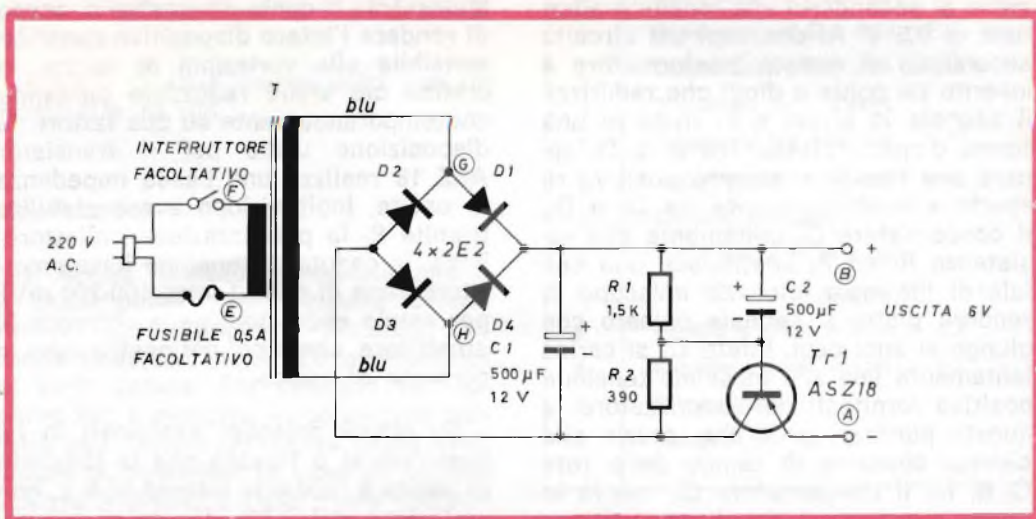 T
blu
INTERRUTTORE
FACOLTATIVO
F
220 V
A.C.
E
FUSIBILE 0,5A
FACOLTATIVO
G
D2
D1
4 x 2E2
D3
D4
H
blu
C1
+
500µF
12 V
R1
1,5K
R2
390
+
C2
500µF
12 V
Tr1
ASZ18
+
B
USCITA 6V
A
-